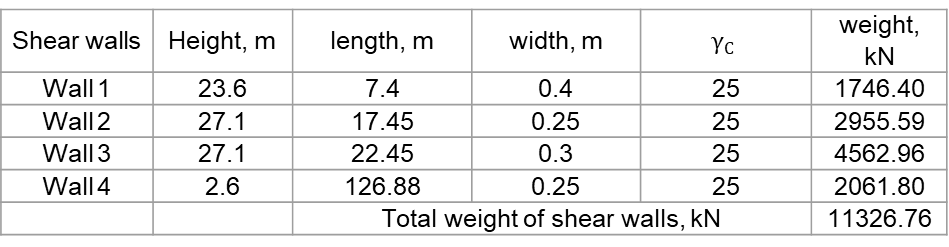 Shear walls Height, m length, m width, m γC weight, kN
Wall 1 23.6 7.4 0.4 25 1746.40
Wall 2 27.1 17.45 0.25 25 2955.59
Wall 3 27.1 22.45 0.3 25 4562.96
Wall 4 2.6 126.88 0.25 25 2061.80
Total weight of shear walls, kN 11326.76